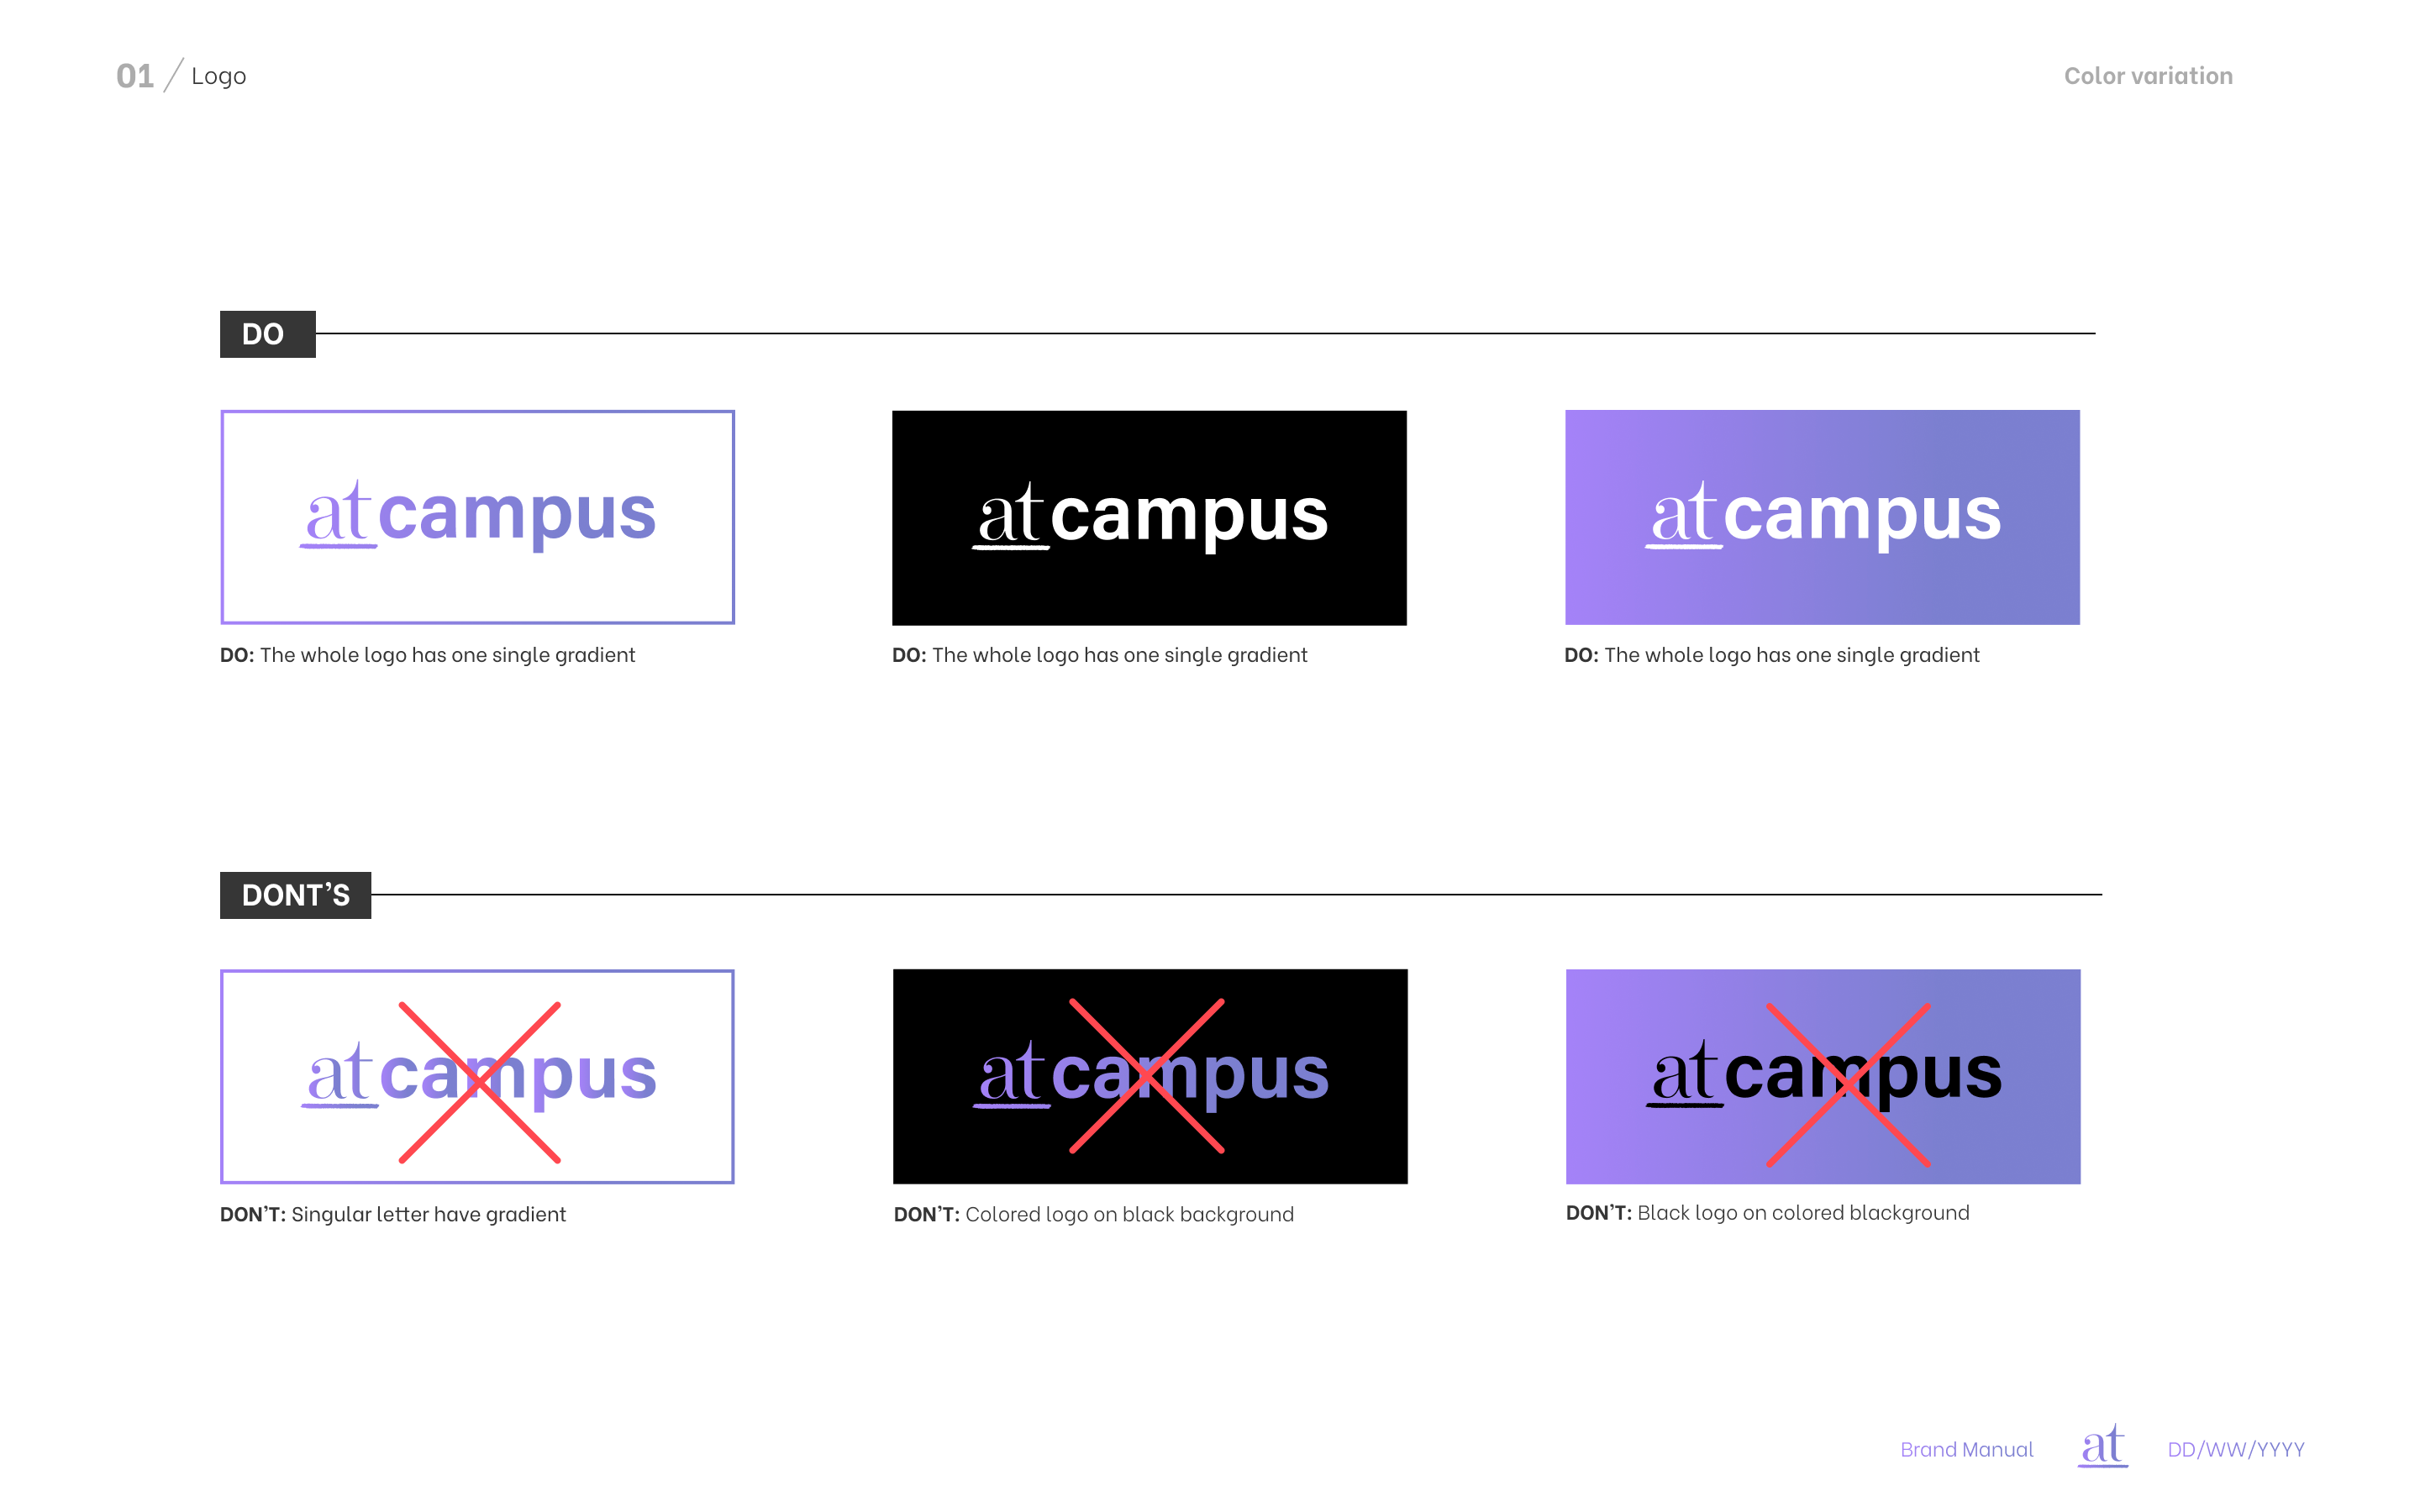 01 / Logo
Color variation
DO
atcampus
atcampus
atcampus
DO: The whole logo has one single gradient
DO: The whole logo has one single gradient
DO: The whole logo has one single gradient
DONT'S
atcampus
atcampus
atcampus
DON'T: Singular letter have gradient
DON'T: Colored logo on black background
DON'T: Black logo on colored blackground
Brand Manual
at
DD/WW/YYYY